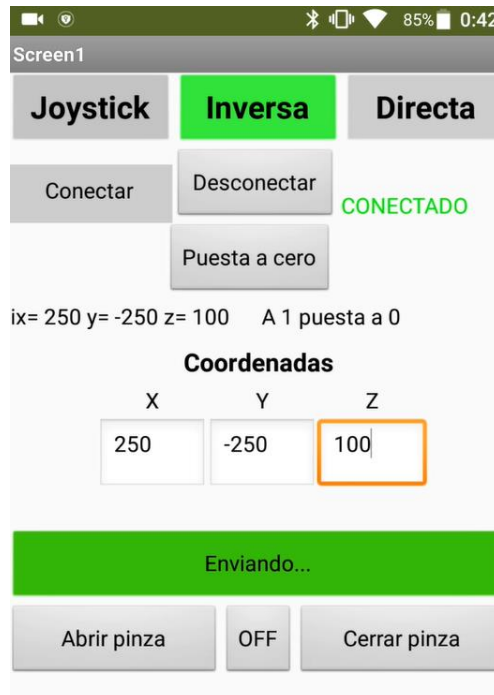 85% 0:42
Screen1
Joystick Inversa Directa
Conectar Desconectar CONECTADO
Puesta a cero
ix= 250 y= -250 z= 100 A 1 puesta a 0
Coordenadas
X Y Z
250 -250 100
Enviando...
Abrir pinza OFF Cerrar pinza